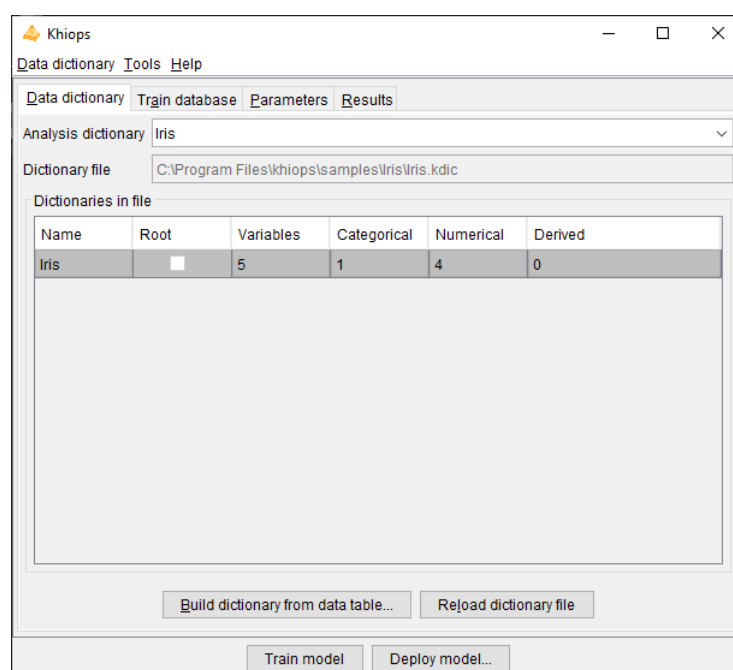 Khiops
Data dictionary Tools Help
Data dictionary Train database Parameters Results
Analysis dictionary Iris
Dictionary file C:\Program Files\khiops\samples\Iris\Iris.kdic
Dictionaries in file
Name Root Variables Categorical Numerical Derived
Iris 5 1 4 0
Build dictionary from data table... Reload dictionary file
Train model Deploy model...